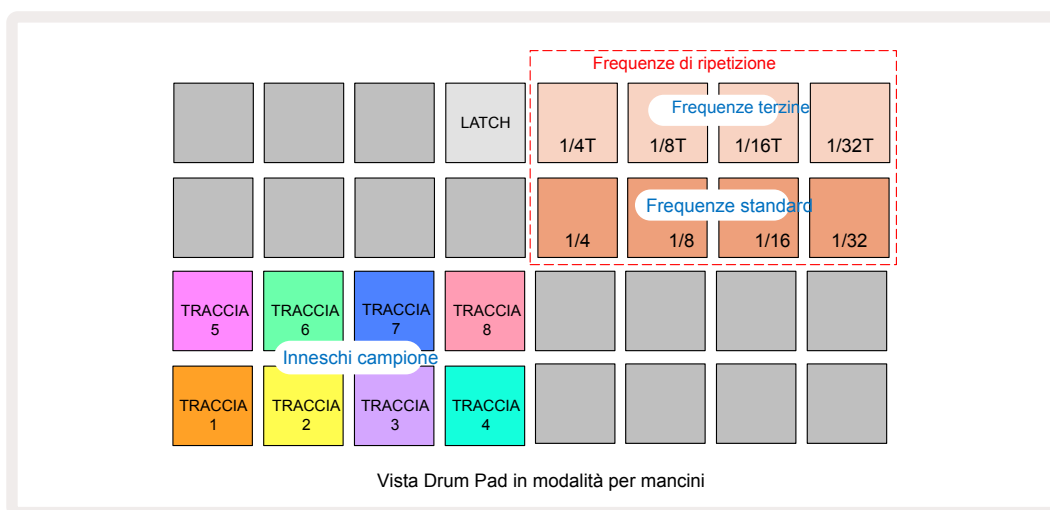 Frequenze di ripetizione
Frequenze terzine
LATCH
1/4T 1/8T 1/16T 1/32T
Frequenze standard
1/4 1/8 1/16 1/32
TRACCIA 5
TRACCIA 6
TRACCIA 7
TRACCIA 8
Inneschi campione
TRACCIA 1
TRACCIA 2
TRACCIA 3
TRACCIA 4
Vista Drum Pad in modalità per mancini